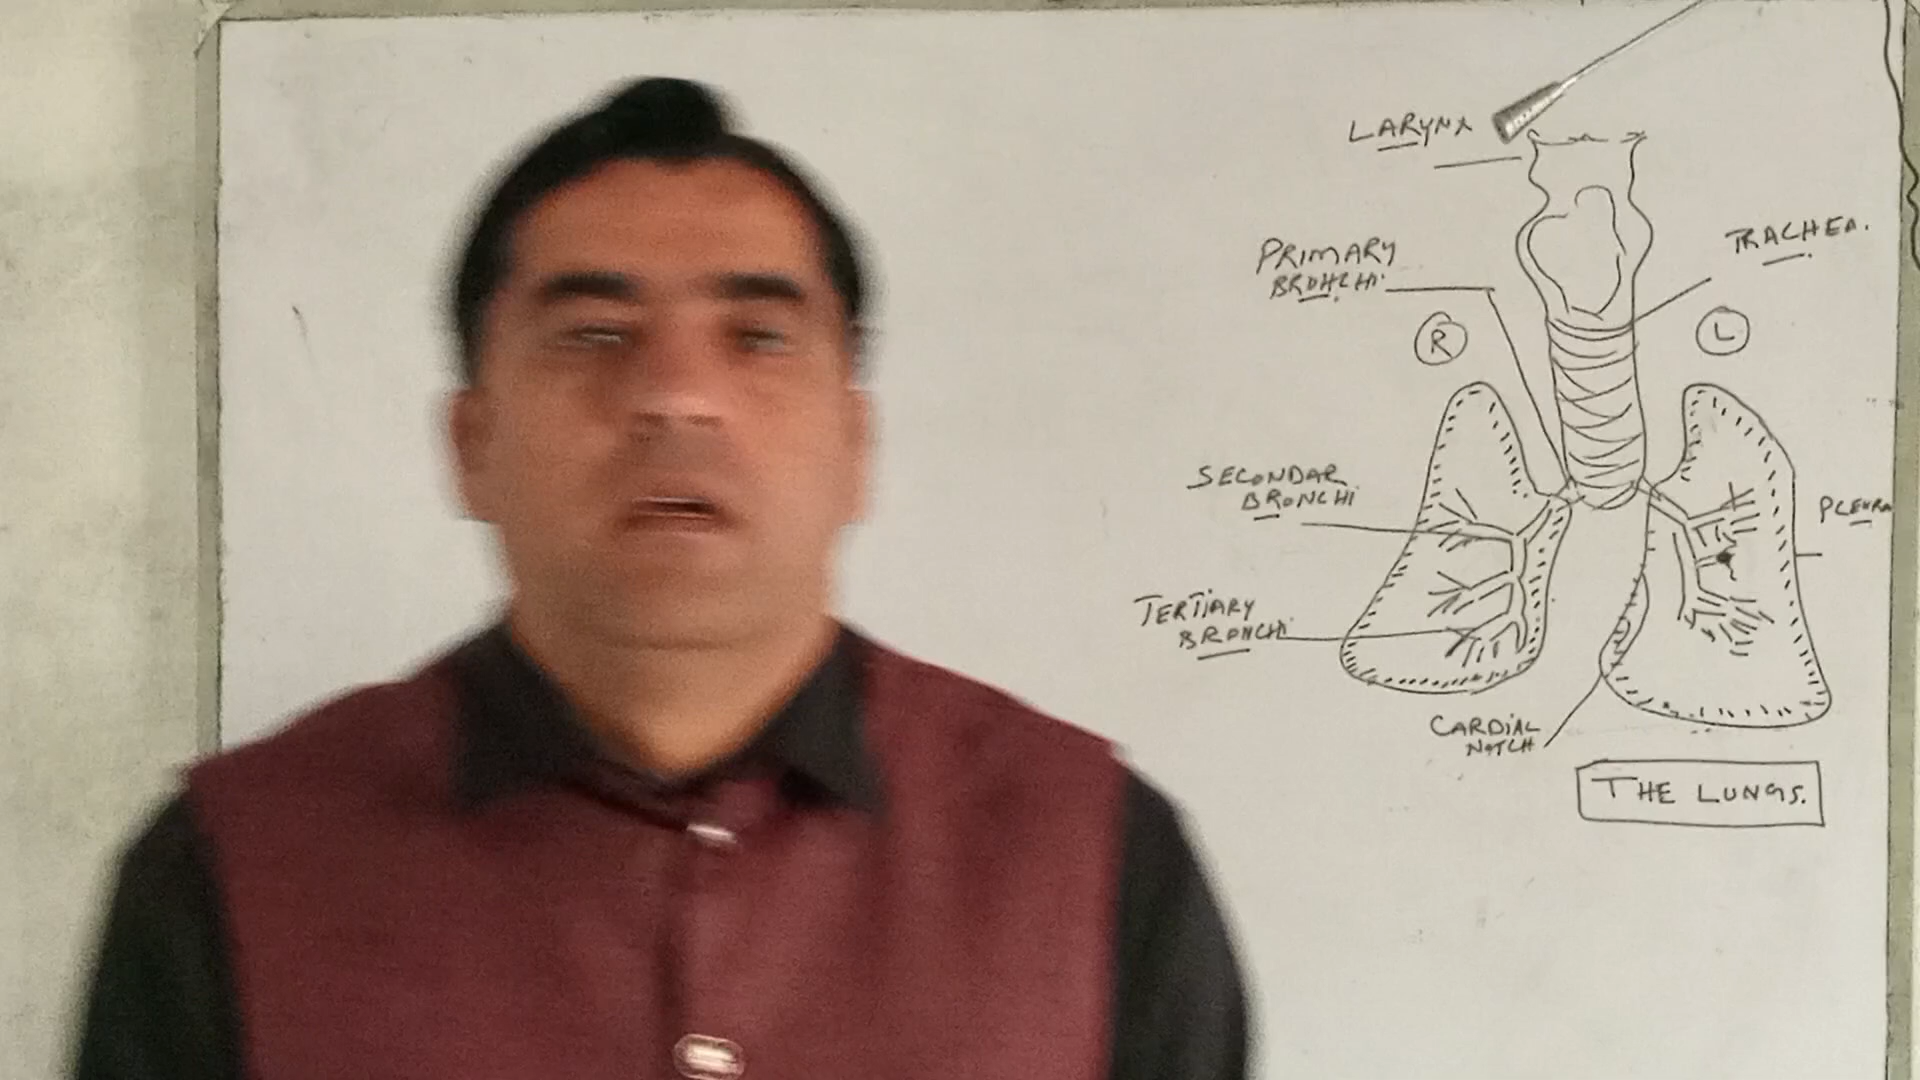 LARYNX
TRACHEA.
PRIMARY
BRONCHI.
R
L
SECONDAR
BRONCHI
PLEURA
TERTIARY
BRONCHI
CARDIAL
NOTCH
THE LUNGS.